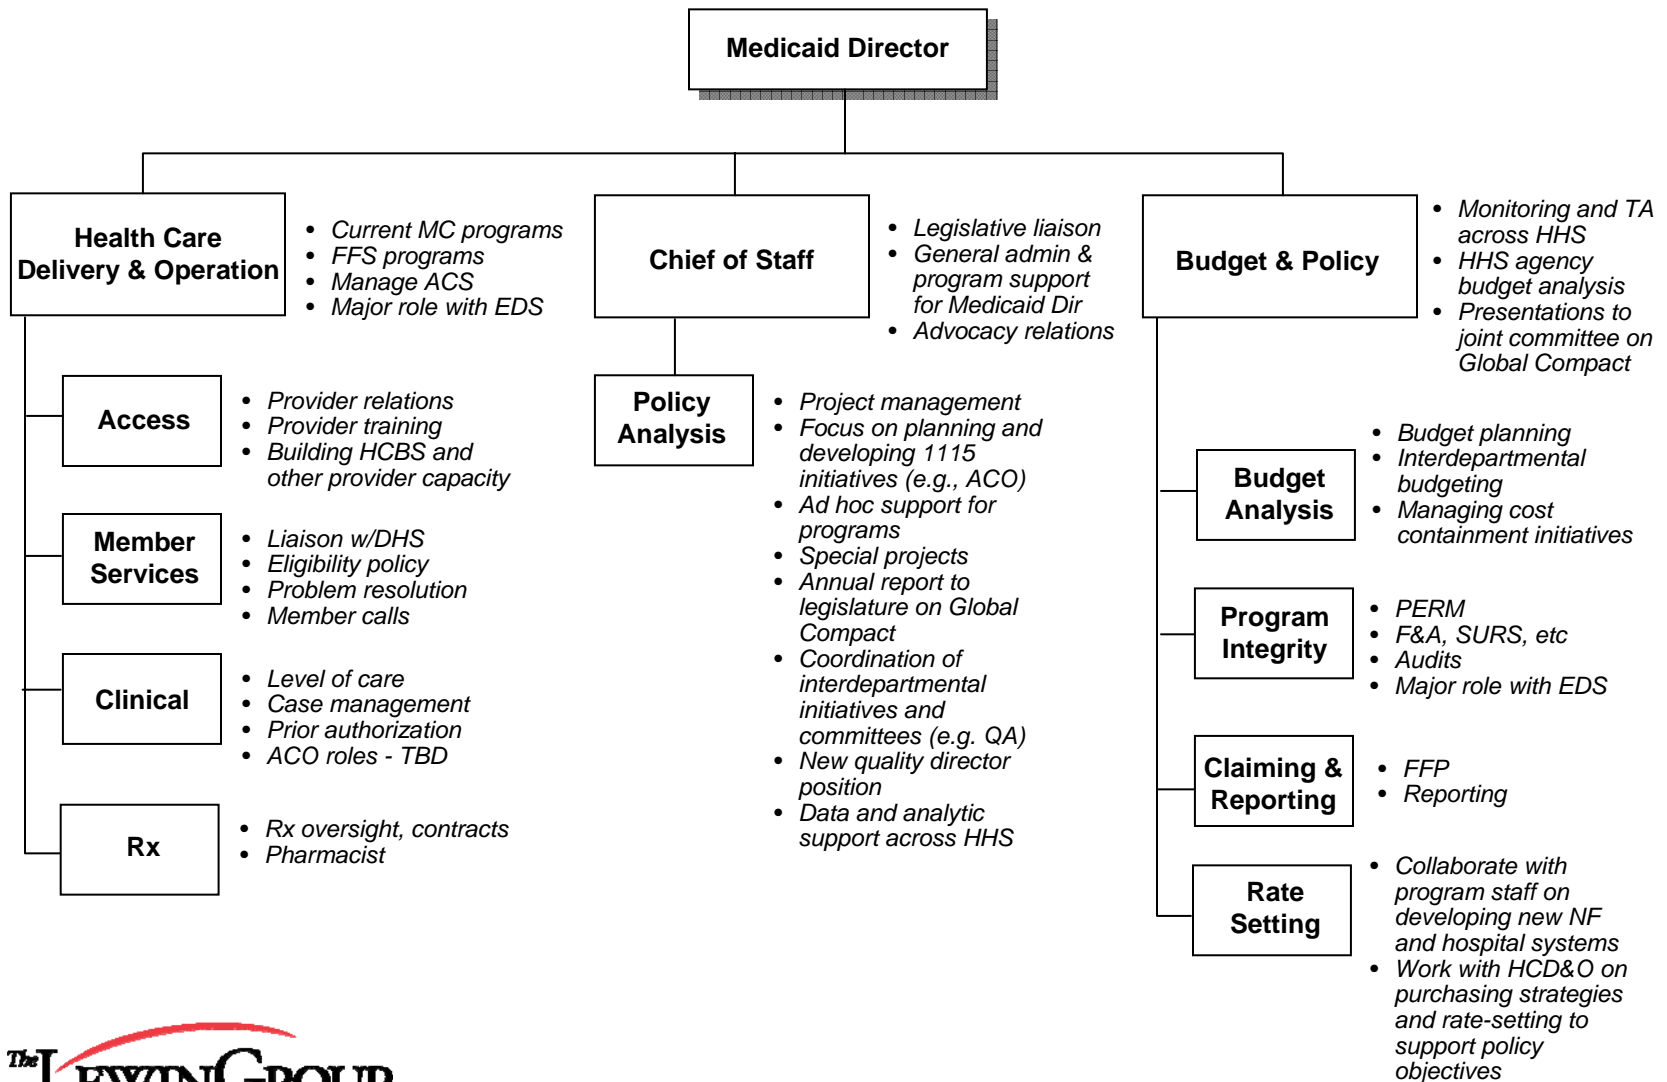 Medicaid Director
Health Care
Delivery & Operation
• Current MC programs
• FFS programs
• Manage ACS
• Major role with EDS
Chief of Staff
• Legislative liaison
• General admin &
program support
for Medicaid Dir
• Advocacy relations
Budget & Policy
• Monitoring and TA
across HHS
• HHS agency
budget analysis
• Presentations to
joint committee on
Global Compact
Access
• Provider relations
• Provider training
• Building HCBS and
other provider capacity
Member
Services
• Liaison w/DHS
• Eligibility policy
• Problem resolution
• Member calls
Clinical
• Level of care
• Case management
• Prior authorization
• ACO roles - TBD
Rx
• Rx oversight, contracts
• Pharmacist
Policy
Analysis
• Project management
• Focus on planning and
developing 1115
initiatives (e.g., ACO)
• Ad hoc support for
programs
• Special projects
• Annual report to
legislature on Global
Compact
• Coordination of
interdepartmental
initiatives and
committees (e.g. QA)
• New quality director
position
• Data and analytic
support across HHS
Budget
Analysis
• Budget planning
• Interdepartmental
budgeting
• Managing cost
containment initiatives
Program
Integrity
• PERM
• F&A, SURS, etc
• Audits
• Major role with EDS
Claiming &
Reporting
• FFP
• Reporting
Rate
Setting
• Collaborate with
program staff on
developing new NF
and hospital systems
• Work with HCD&O on
purchasing strategies
and rate-setting to
support policy
objectives
The LEWIN GROUP